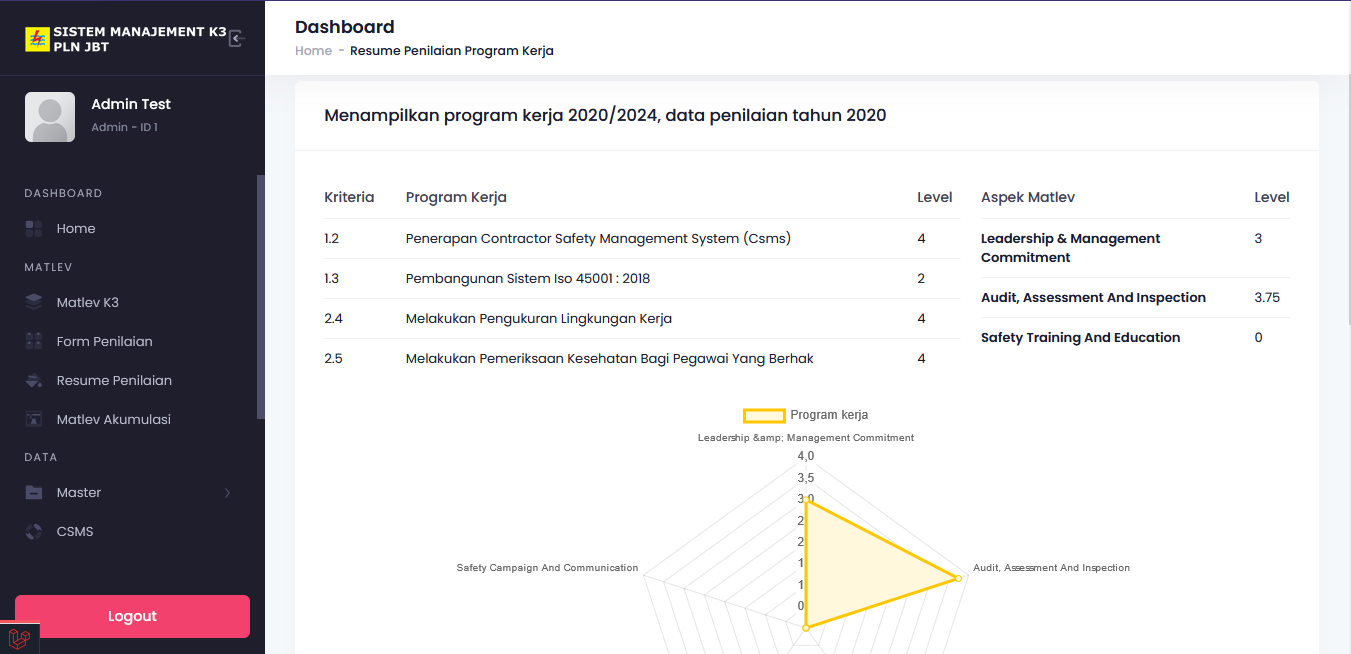 SISTEM MANAJEMENT K3
PLN JBT
Admin Test
Admin - ID 1
DASHBOARD
Home
MATLEV
Matlev K3
Form Penilaian
Resume Penilaian
Matlev Akumulasi
DATA
Master
CSMS
Logout
Dashboard
Home - Resume Penilaian Program Kerja
Menampilkan program kerja 2020/2024, data penilaian tahun 2020
Kriteria Program Kerja Level
1.2 Penerapan Contractor Safety Management System (Csms) 4
1.3 Pembangunan Sistem Iso 45001 : 2018 2
2.4 Melakukan Pengukuran Lingkungan Kerja 4
2.5 Melakukan Pemeriksaan Kesehatan Bagi Pegawai Yang Berhak 4
Aspek Matlev Level
Leadership & Management 3
Commitment
Audit, Assessment And Inspection 3.75
Safety Training And Education 0
Program kerja
Leadership &amp; Management Commitment
4,0
3,5
3,0
2
2
1
1
0
Safety Campaign And Communication
Audit, Assessment And Inspection